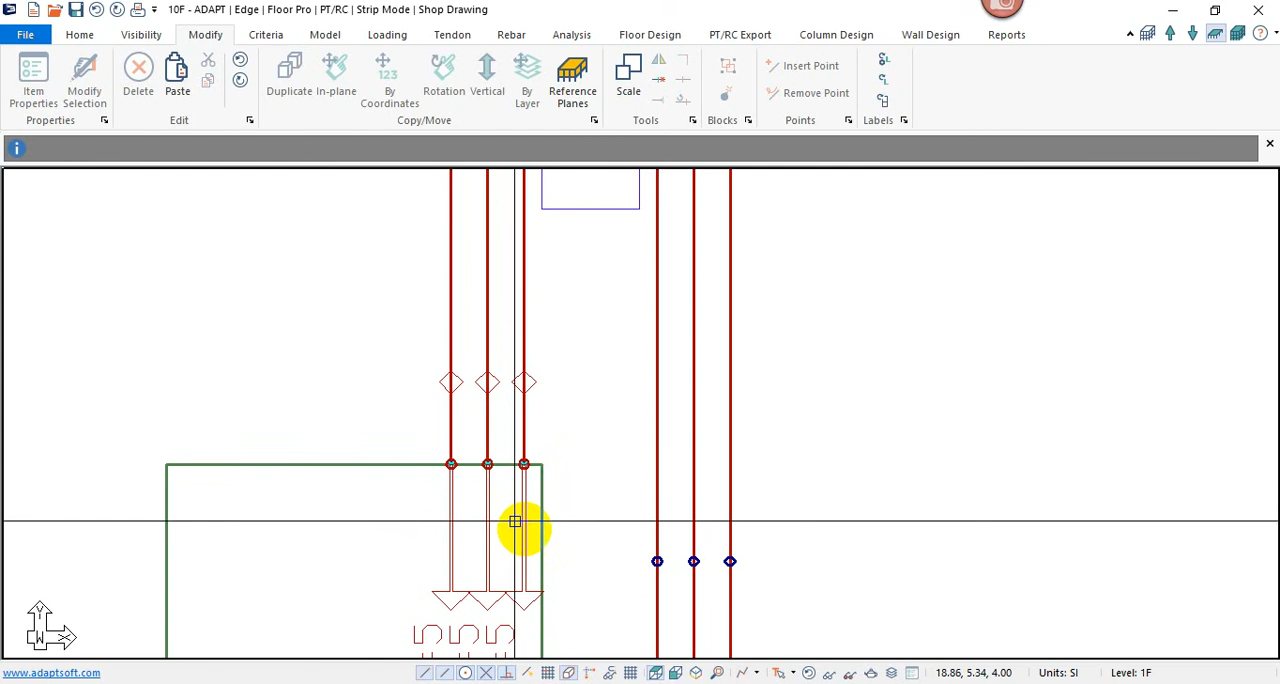 10F - ADAPT | Edge | Floor Pro | PT/RC | Strip Mode | Shop Drawing
File Home Visibility Modify Criteria Model Loading Tendon Rebar Analysis Floor Design PT/RC Export Column Design Wall Design Reports
Item Properties
Modify Selection
Delete
Paste
Duplicate
In-plane
By Coordinates
Rotation
Vertical
By Layer
Reference Planes
Scale
Insert Point
Remove Point
Properties Edit Copy/Move Tools Blocks Points Labels
5 5 5
Y
W X
www.adaptsoft.com
18.86, 5.34, 4.00 Units: SI Level: 1F